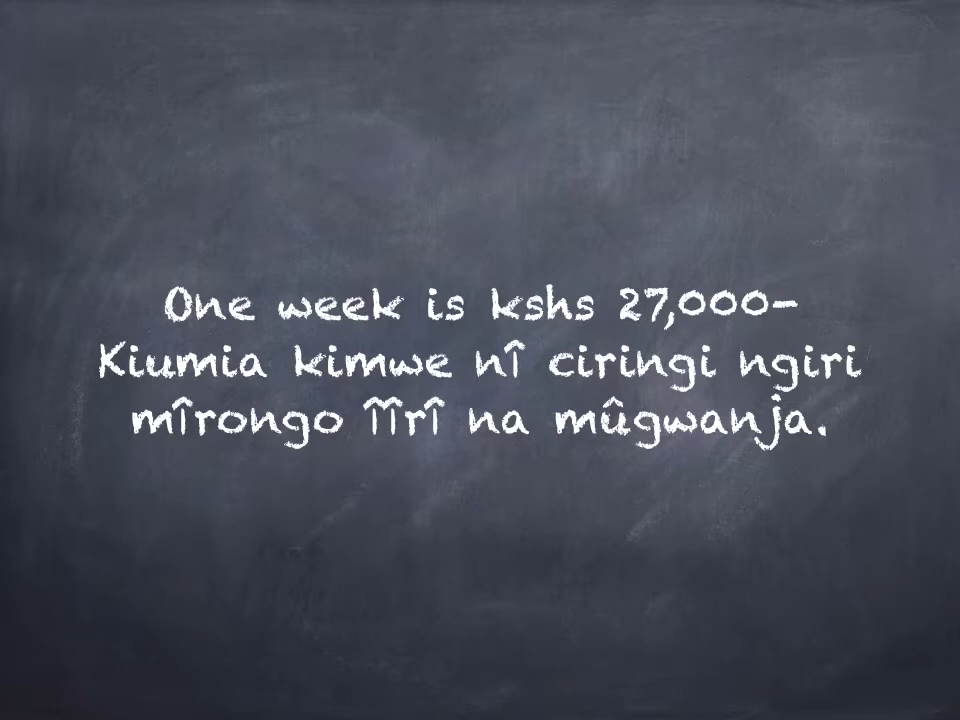 One week is kshs 27,000-
Kiumia kimwe nî ciringi ngiri
mîrongo îîrî na mûgwanja.